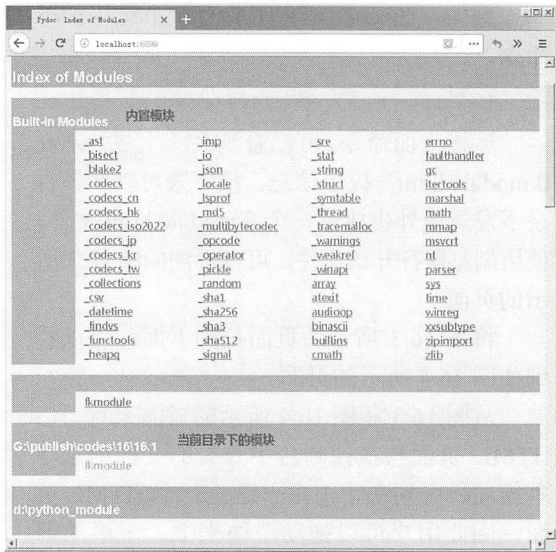 Pydoc: Index of Modules
localhost:6696
Index of Modules
Built-in Modules 内置模块
_ast _imp _sre errno
_bisect _io _stat faulthandler
_blake2 _json _string gc
_codecs _locale _struct itertools
_codecs_cn _lsprof _symtable marshal
_codecs_hk _md5 _thread math
_codecs_iso2022 _multibytecodec _tracemalloc mmap
_codecs_jp _opcode _warnings msvcrt
_codecs_kr _operator _weakref nt
_codecs_tw _pickle _winapi parser
_collections _random array sys
_csv _sha1 atexit time
_datetime _sha256 audioop winreg
_findvs _sha3 binascii xxsubtype
_functools _sha512 builtins zipimport
_heapq _signal cmath zlib
fkmodule
G:\publish\codes\16\16.1 当前目录下的模块
fkmodule
d:\python_module